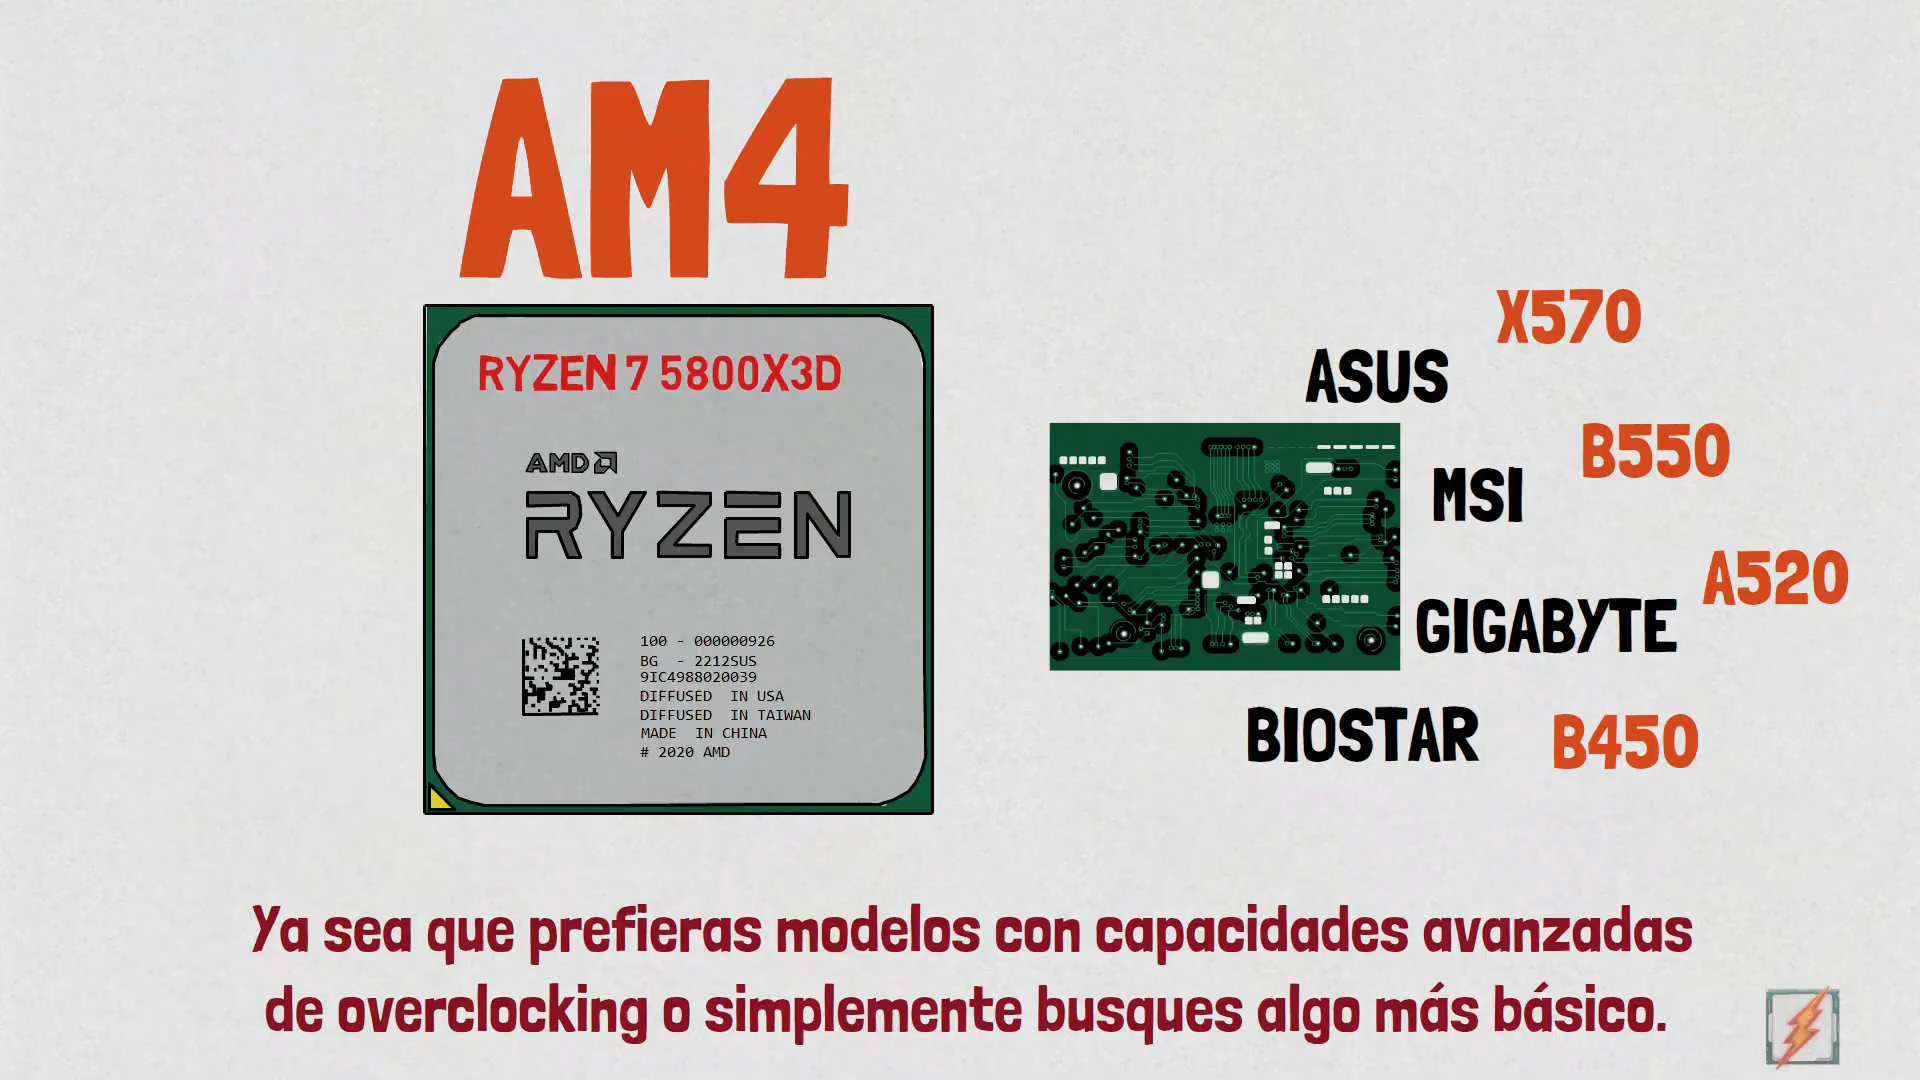 AM4
RYZEN 7 5800X3D
AMD
RYZEN
100 - 000000926
BG - 2212SUS
9IC4988020039
DIFFUSED IN USA
DIFFUSED IN TAIWAN
MADE IN CHINA
# 2020 AMD
X570
ASUS
B550
MSI
A520
GIGABYTE
BIOSTAR
B450
Ya sea que prefieras modelos con capacidades avanzadas
de overclocking o simplemente busques algo más básico.